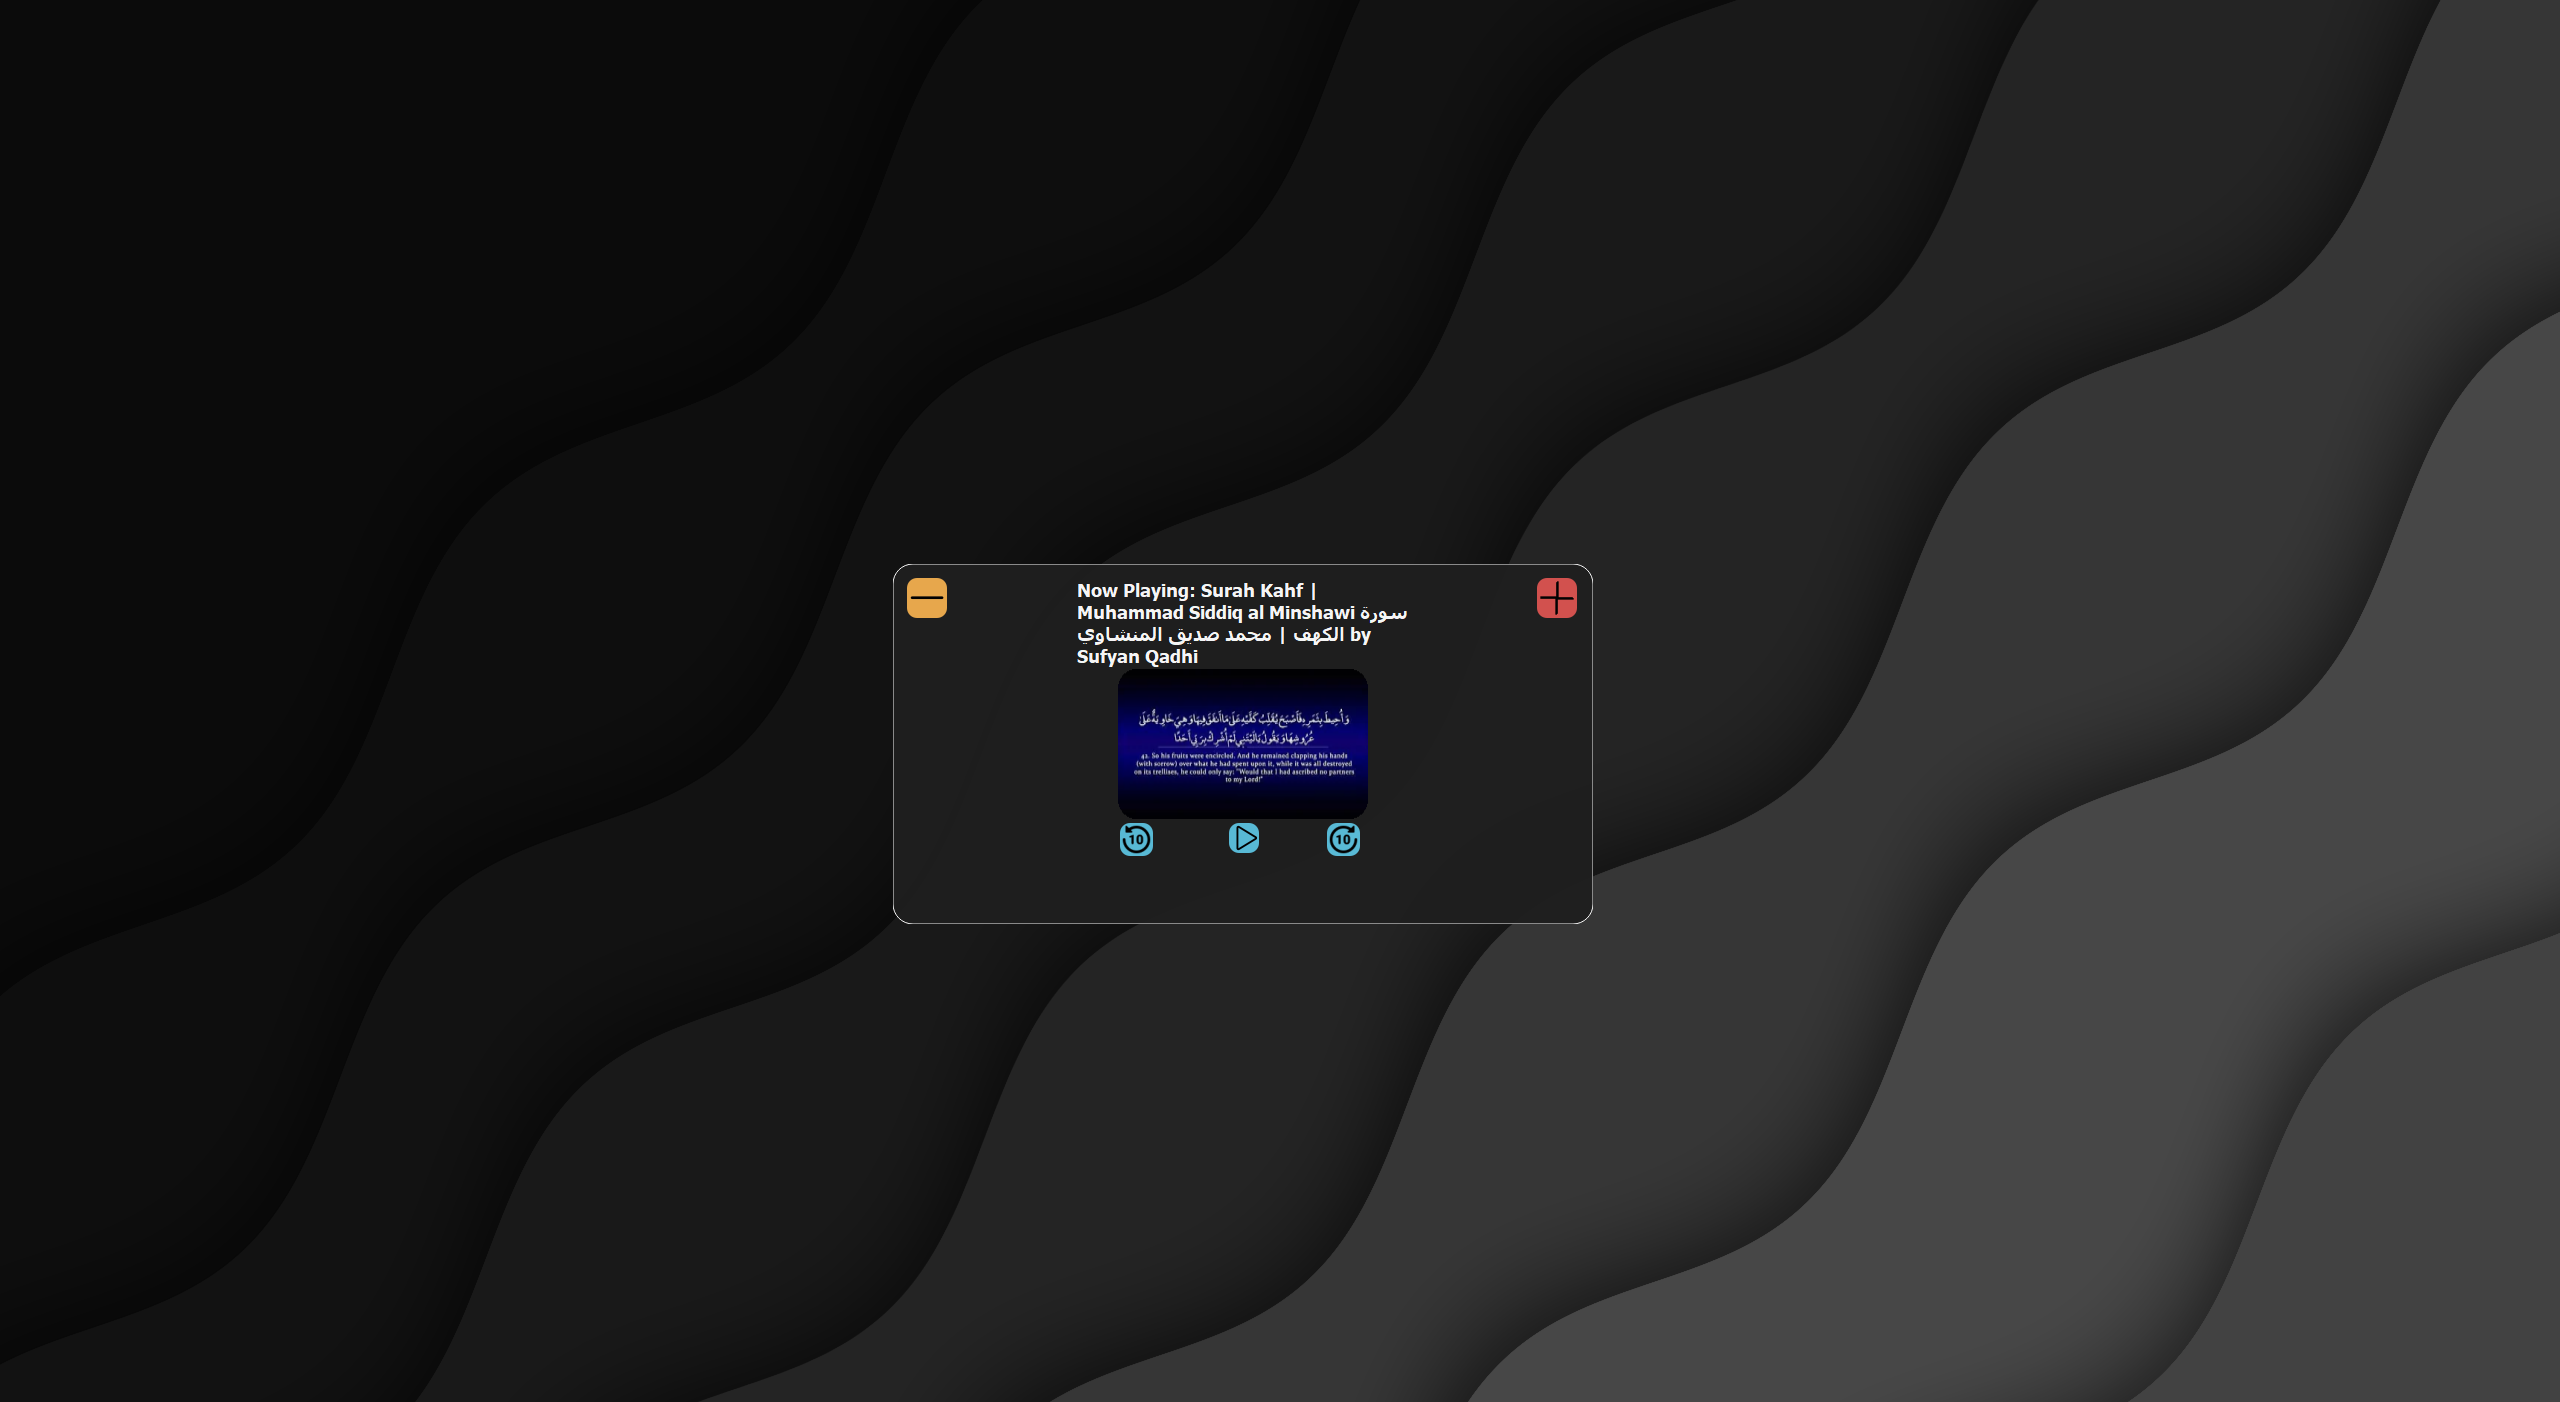 Now Playing: Surah Kahf |
Muhammad Siddiq al Minshawi سورة
الكهف | محمد صديق المنشاوي by
Sufyan Qadhi
وَأُحِيطَ بِثَمَرِهِ فَأَصْبَحَ يُقَلِّبُ كَفَّيْهِ عَلَىٰ مَا أَنفَقَ فِيهَا وَهِيَ خَاوِيَةٌ عَلَىٰ
عُرُوشِهَا وَيَقُولُ يَا لَيْتَنِي لَمْ أُشْرِكْ بِرَبِّي أَحَدًا
42. So his fruits were encircled. And he remained clapping his hands
(with sorrow) over what he had spent upon it, while it was all destroyed
on its trellises, he could only say: "Would that I had ascribed no partners
to my Lord!"
10
10